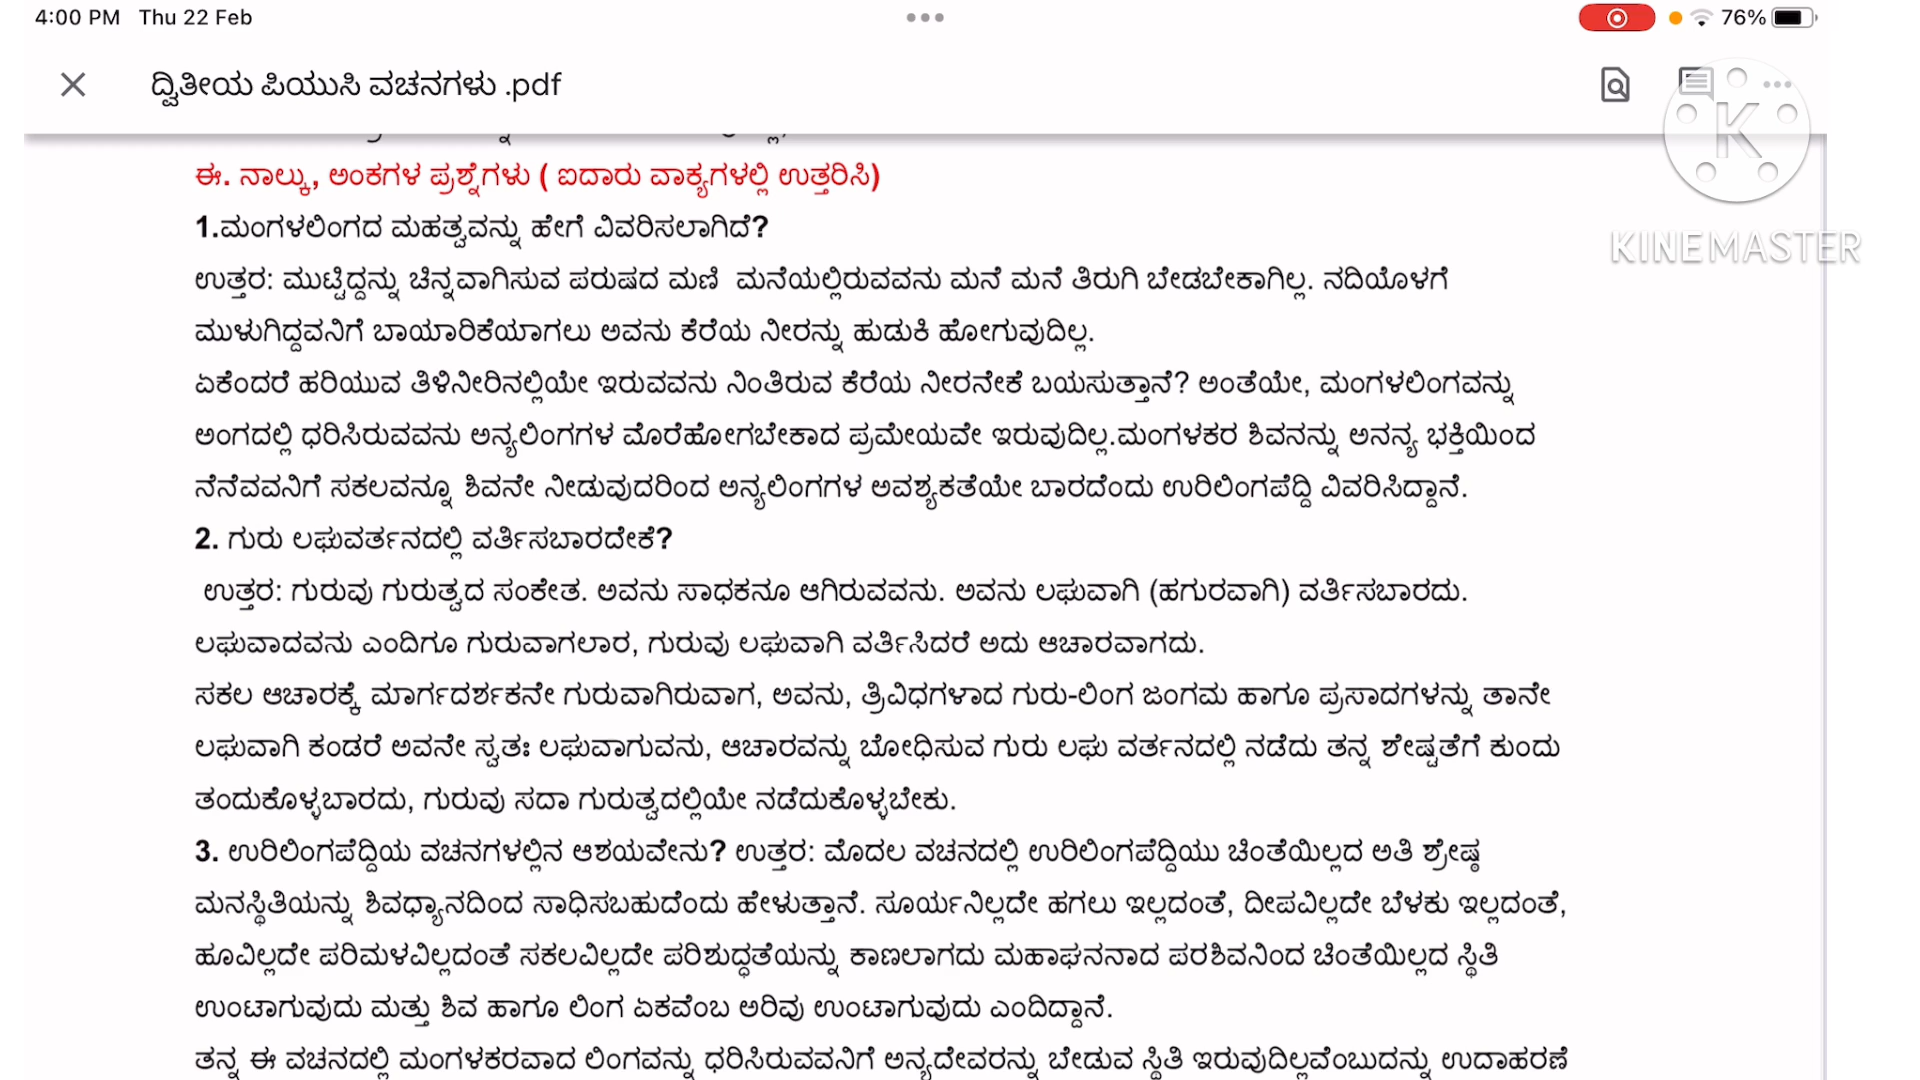 4:00 PM Thu 22 Feb
76%
ದ್ವಿತೀಯ ಪಿಯುಸಿ ವಚನಗಳು .pdf
K
KINEMASTER
ಈ. ನಾಲ್ಕು, ಅಂಕಗಳ ಪ್ರಶ್ನೆಗಳು ( ಐದಾರು ವಾಕ್ಯಗಳಲ್ಲಿ ಉತ್ತರಿಸಿ)
1.ಮಂಗಳಲಿಂಗದ ಮಹತ್ವವನ್ನು ಹೇಗೆ ವಿವರಿಸಲಾಗಿದೆ?
ಉತ್ತರ: ಮುಟ್ಟಿದ್ದನ್ನು ಚಿನ್ನವಾಗಿಸುವ ಪರುಷದ ಮಣಿ ಮನೆಯಲ್ಲಿರುವವನು ಮನೆ ಮನೆ ತಿರುಗಿ ಬೇಡಬೇಕಾಗಿಲ್ಲ. ನದಿಯೊಳಗೆ
ಮುಳುಗಿದ್ದವನಿಗೆ ಬಾಯಾರಿಕೆಯಾಗಲು ಅವನು ಕೆರೆಯ ನೀರನ್ನು ಹುಡುಕಿ ಹೋಗುವುದಿಲ್ಲ.
ಏಕೆಂದರೆ ಹರಿಯುವ ತಿಳಿನೀರಿನಲ್ಲಿಯೇ ಇರುವವನು ನಿಂತಿರುವ ಕೆರೆಯ ನೀರನೇಕೆ ಬಯಸುತ್ತಾನೆ? ಅಂತೆಯೇ, ಮಂಗಳಲಿಂಗವನ್ನು
ಅಂಗದಲ್ಲಿ ಧರಿಸಿರುವವನು ಅನ್ಯಲಿಂಗಗಳ ಮೊರೆಹೋಗಬೇಕಾದ ಪ್ರಮೇಯವೇ ಇರುವುದಿಲ್ಲ.ಮಂಗಳಕರ ಶಿವನನ್ನು ಅನನ್ಯ ಭಕ್ತಿಯಿಂದ
ನೆನೆವವನಿಗೆ ಸಕಲವನ್ನೂ ಶಿವನೇ ನೀಡುವುದರಿಂದ ಅನ್ಯಲಿಂಗಗಳ ಅವಶ್ಯಕತೆಯೇ ಬಾರದೆಂದು ಉರಿಲಿಂಗಪೆದ್ದಿ ವಿವರಿಸಿದ್ದಾನೆ.
2. ಗುರು ಲಘುವರ್ತನದಲ್ಲಿ ವರ್ತಿಸಬಾರದೇಕೆ?
ಉತ್ತರ: ಗುರುವು ಗುರುತ್ವದ ಸಂಕೇತ. ಅವನು ಸಾಧಕನೂ ಆಗಿರುವವನು. ಅವನು ಲಘುವಾಗಿ (ಹಗುರವಾಗಿ) ವರ್ತಿಸಬಾರದು.
ಲಘುವಾದವನು ಎಂದಿಗೂ ಗುರುವಾಗಲಾರ, ಗುರುವು ಲಘುವಾಗಿ ವರ್ತಿಸಿದರೆ ಅದು ಆಚಾರವಾಗದು.
ಸಕಲ ಆಚಾರಕ್ಕೆ ಮಾರ್ಗದರ್ಶಕನೇ ಗುರುವಾಗಿರುವಾಗ, ಅವನು, ತ್ರಿವಿಧಗಳಾದ ಗುರು-ಲಿಂಗ ಜಂಗಮ ಹಾಗೂ ಪ್ರಸಾದಗಳನ್ನು ತಾನೇ
ಲಘುವಾಗಿ ಕಂಡರೆ ಅವನೇ ಸ್ವತಃ ಲಘುವಾಗುವನು, ಆಚಾರವನ್ನು ಬೋಧಿಸುವ ಗುರು ಲಘು ವರ್ತನದಲ್ಲಿ ನಡೆದು ತನ್ನ ಶೇಷ್ಟತೆಗೆ ಕುಂದು
ತಂದುಕೊಳ್ಳಬಾರದು, ಗುರುವು ಸದಾ ಗುರುತ್ವದಲ್ಲಿಯೇ ನಡೆದುಕೊಳ್ಳಬೇಕು.
3. ಉರಿಲಿಂಗಪೆದ್ದಿಯ ವಚನಗಳಲ್ಲಿನ ಆಶಯವೇನು? ಉತ್ತರ: ಮೊದಲ ವಚನದಲ್ಲಿ ಉರಿಲಿಂಗಪೆದ್ದಿಯು ಚಿಂತೆಯಿಲ್ಲದ ಅತಿ ಶ್ರೇಷ್ಠ
ಮನಸ್ಥಿತಿಯನ್ನು ಶಿವಧ್ಯಾನದಿಂದ ಸಾಧಿಸಬಹುದೆಂದು ಹೇಳುತ್ತಾನೆ. ಸೂರ್ಯನಿಲ್ಲದೇ ಹಗಲು ಇಲ್ಲದಂತೆ, ದೀಪವಿಲ್ಲದೇ ಬೆಳಕು ಇಲ್ಲದಂತೆ,
ಹೂವಿಲ್ಲದೇ ಪರಿಮಳವಿಲ್ಲದಂತೆ ಸಕಲವಿಲ್ಲದೇ ಪರಿಶುದ್ಧತೆಯನ್ನು ಕಾಣಲಾಗದು ಮಹಾಘನನಾದ ಪರಶಿವನಿಂದ ಚಿಂತೆಯಿಲ್ಲದ ಸ್ಥಿತಿ
ಉಂಟಾಗುವುದು ಮತ್ತು ಶಿವ ಹಾಗೂ ಲಿಂಗ ಏಕವೆಂಬ ಅರಿವು ಉಂಟಾಗುವುದು ಎಂದಿದ್ದಾನೆ.
ತನ್ನ ಈ ವಚನದಲ್ಲಿ ಮಂಗಳಕರವಾದ ಲಿಂಗವನ್ನು ಧರಿಸಿರುವವನಿಗೆ ಅನ್ಯದೇವರನ್ನು ಬೇಡುವ ಸ್ಥಿತಿ ಇರುವುದಿಲ್ಲವೆಂಬುದನ್ನು ಉದಾಹರಣೆ